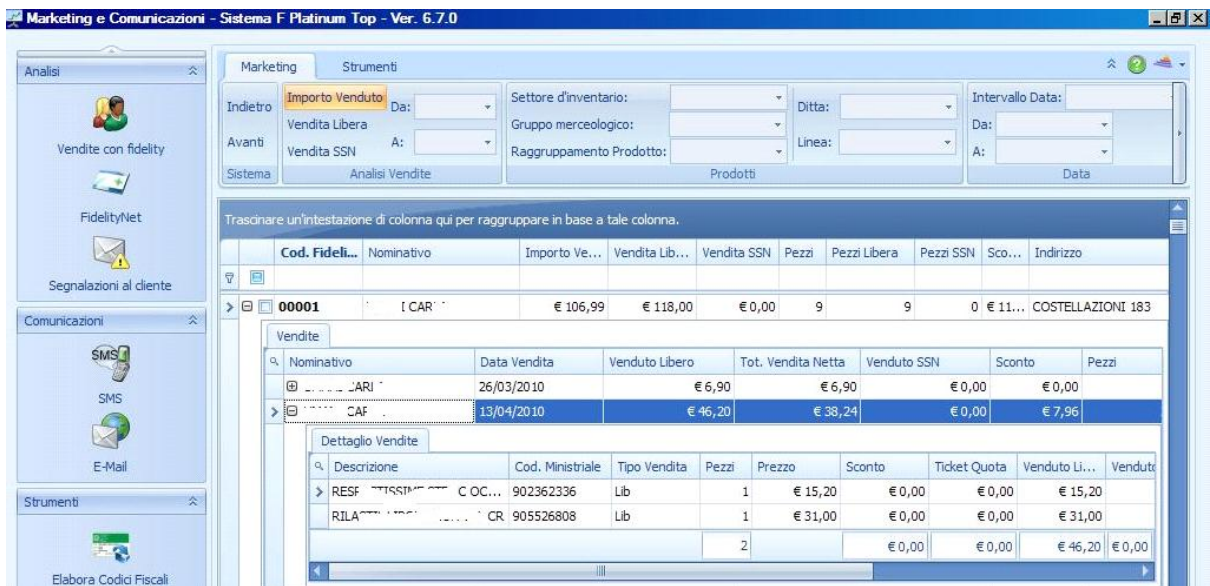 Marketing e Comunicazioni - Sistema F Platinum Top - Ver. 6.7.0
Analisi
Vendite con fidelity
FidelityNet
Segnalazioni al cliente
Comunicazioni
SMS
SMS
E-Mail
Strumenti
Elabora Codici Fiscali
Marketing Strumenti
Indietro
Avanti
Sistema
Importo Venduto Da:
Vendita Libera
A:
Vendita SSN
Analisi Vendite
Settore d'inventario:
Gruppo merceologico:
Raggruppamento Prodotto:
Ditta:
Linea:
Prodotti
Intervallo Data:
Da:
A:
Data
Trascinare un'intestazione di colonna qui per raggruppare in base a tale colonna.
Cod. Fideli... Nominativo Importo Ve... Vendita Lib... Vendita SSN Pezzi Pezzi Libera Pezzi SSN Sco... Indirizzo
00001 € 106,99 € 118,00 € 0,00 9 9 0 € 11... COSTELLAZIONI 183
Vendite
Nominativo Data Vendita Venduto Libero Tot. Vendita Netta Venduto SSN Sconto Pezzi
26/03/2010 € 6,90 € 6,90 € 0,00 € 0,00
13/04/2010 € 46,20 € 38,24 € 0,00 € 7,96
Dettaglio Vendite
Descrizione Cod. Ministriale Tipo Vendita Pezzi Prezzo Sconto Ticket Quota Venduto Li... Venduto
902362336 Lib 1 € 15,20 € 0,00 € 0,00 € 15,20
CR 905526808 Lib 1 € 31,00 € 0,00 € 0,00 € 31,00
2 € 0,00 € 0,00 € 46,20 € 0,00